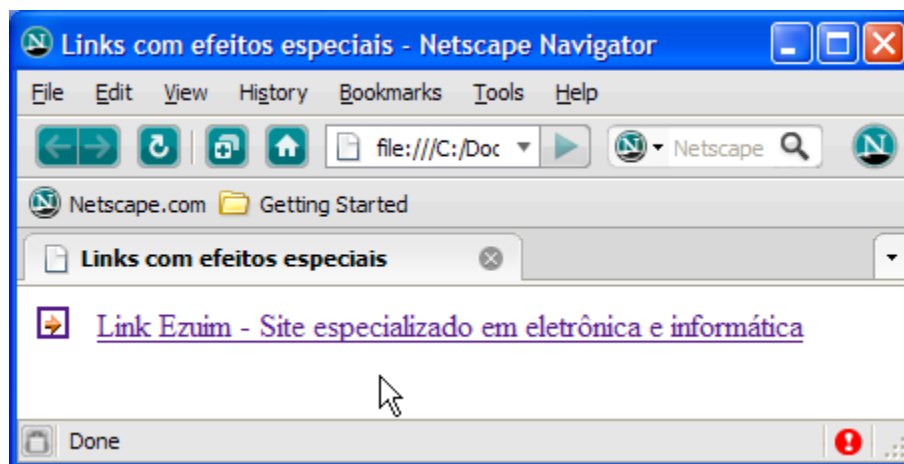 Links com efeitos especiais - Netscape Navigator
File Edit View History Bookmarks Tools Help
file:///C:/Doc Netscape
Netscape.com Getting Started
Links com efeitos especiais
Link Ezuim - Site especializado em eletrônica e informática
Done